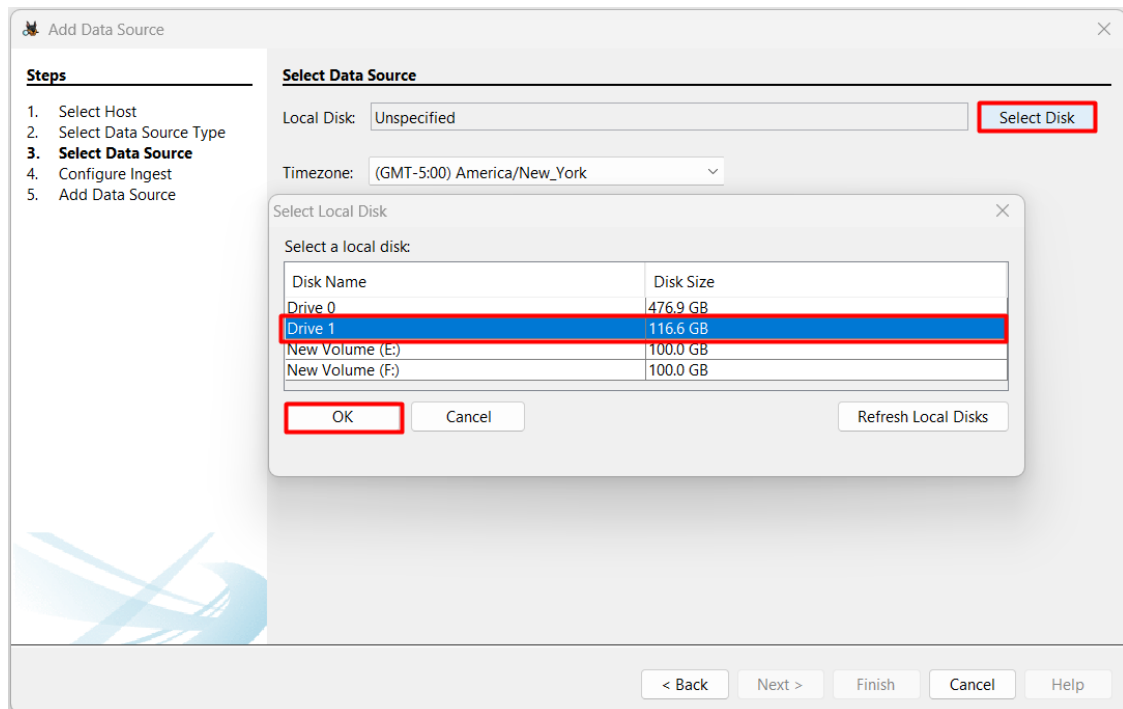 Add Data Source
Steps
1. Select Host
2. Select Data Source Type
3. Select Data Source
4. Configure Ingest
5. Add Data Source
Select Data Source
Local Disk: Unspecified Select Disk
Timezone: (GMT-5:00) America/New_York
Select Local Disk
Select a local disk:
Disk Name Disk Size
Drive 0 476.9 GB
Drive 1 116.6 GB
New Volume (E:) 100.0 GB
New Volume (F:) 100.0 GB
OK Cancel Refresh Local Disks
< Back Next > Finish Cancel Help